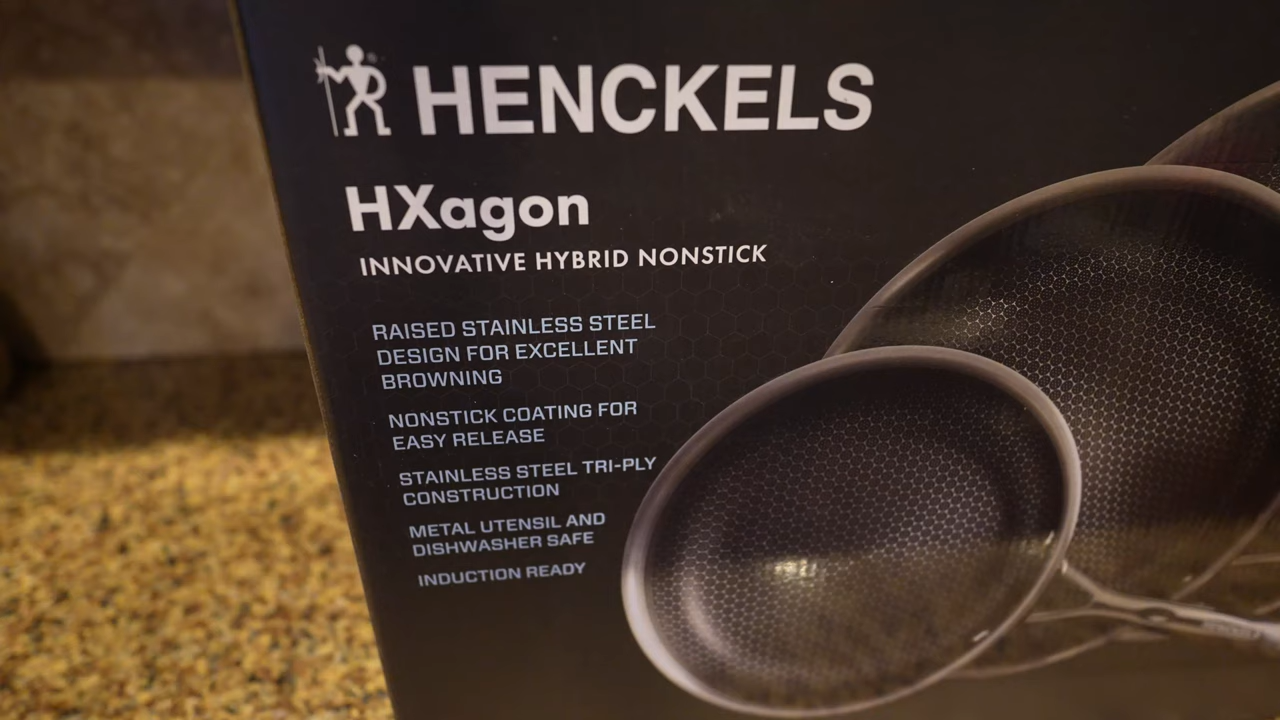 HENCKELS
HXagon
INNOVATIVE HYBRID NONSTICK
RAISED STAINLESS STEEL
DESIGN FOR EXCELLENT
BROWNING
NONSTICK COATING FOR
EASY RELEASE
STAINLESS STEEL TRI-PLY
CONSTRUCTION
METAL UTENSIL AND
DISHWASHER SAFE
INDUCTION READY